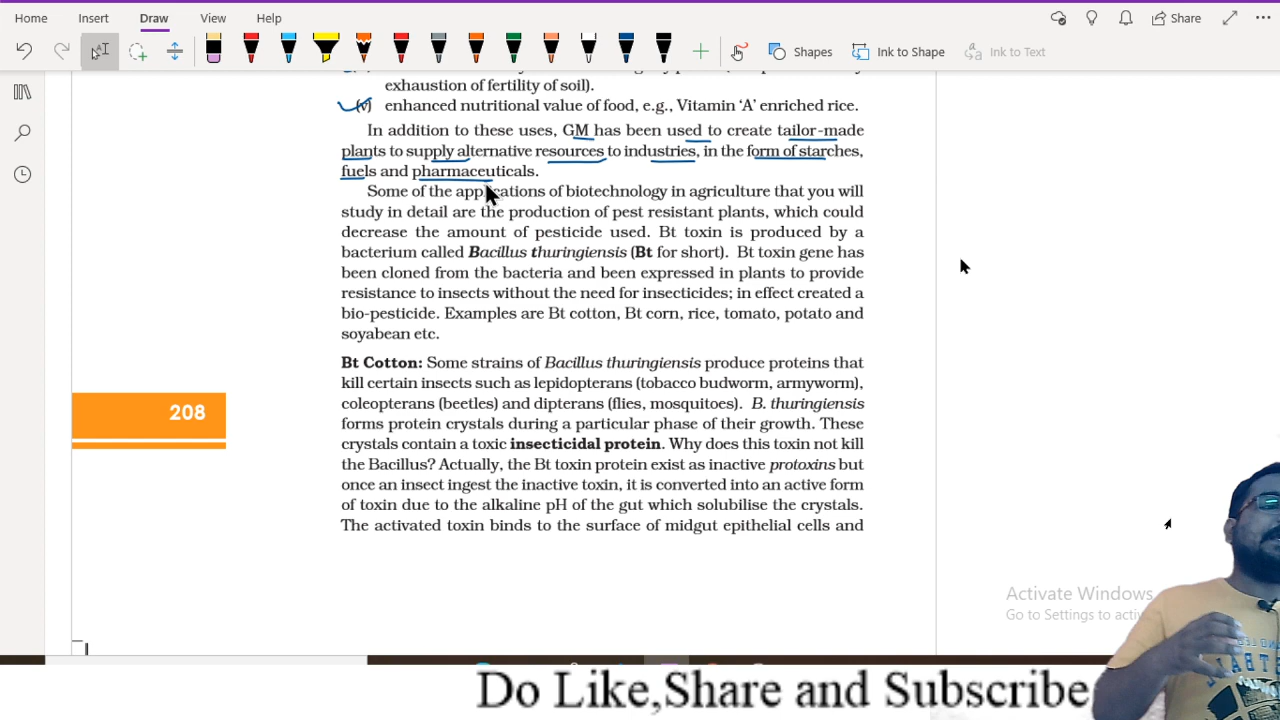 Home Insert Draw View Help Share
Shapes Ink to Shape Ink to Text
exhaustion of fertility of soil).
(v) enhanced nutritional value of food, e.g., Vitamin ‘A’ enriched rice.
In addition to these uses, GM has been used to create tailor-made
plants to supply alternative resources to industries, in the form of starches,
fuels and pharmaceuticals.
Some of the applications of biotechnology in agriculture that you will
study in detail are the production of pest resistant plants, which could
decrease the amount of pesticide used. Bt toxin is produced by a
bacterium called Bacillus thuringiensis (Bt for short). Bt toxin gene has
been cloned from the bacteria and been expressed in plants to provide
resistance to insects without the need for insecticides; in effect created a
bio-pesticide. Examples are Bt cotton, Bt corn, rice, tomato, potato and
soyabean etc.
Bt Cotton: Some strains of Bacillus thuringiensis produce proteins that
kill certain insects such as lepidopterans (tobacco budworm, armyworm),
coleopterans (beetles) and dipterans (flies, mosquitoes). B. thuringiensis
forms protein crystals during a particular phase of their growth. These
crystals contain a toxic insecticidal protein. Why does this toxin not kill
the Bacillus? Actually, the Bt toxin protein exist as inactive protoxins but
once an insect ingest the inactive toxin, it is converted into an active form
of toxin due to the alkaline pH of the gut which solubilise the crystals.
The activated toxin binds to the surface of midgut epithelial cells and
208
Activate Windows
Go to Settings to
Do Like,Share and Subscribe